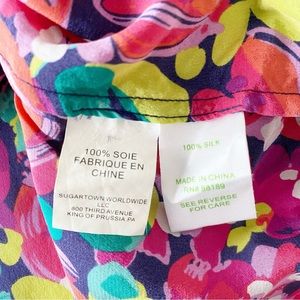 100% SOIE
FABRIQUE EN
CHINE
SUGARTOWN WORLDWIDE
LLC
800 THIRD AVENUE
KING OF PRUSSIA PA
100% SILK
MADE IN CHINA
RN# 98189
SEE REVERSE
FOR CARE